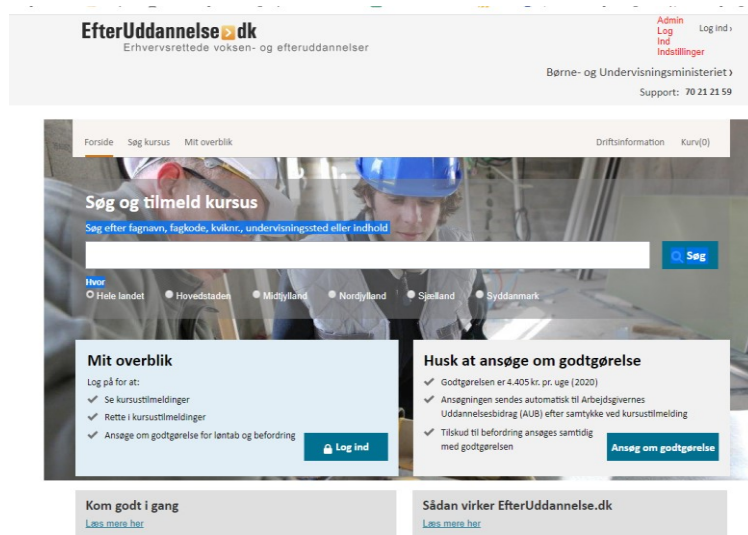 EfterUddannelse.dk
Erhvervsrettede voksen- og efteruddannelser
Admin
Log
Ind
Indstillinger
Log ind ›
Børne- og Undervisningsministeriet ›
Support: 70 21 21 59
Forside Søg kursus Mit overblik
Driftsinformation Kurv(0)
Søg og tilmeld kursus
Søg efter fagnavn, fagkode, kviknr., undervisningssted eller indhold
Søg
Hvor
Hele landet Hovedstaden Midtjylland Nordjylland Sjælland Syddanmark
Mit overblik
Log på for at:
Se kursustilmeldinger
Rette i kursustilmeldinger
Ansøge om godtgørelse for løntab og befordring
Log ind
Husk at ansøge om godtgørelse
Godtgørelsen er 4.405 kr. pr. uge (2020)
Ansøgningen sendes automatisk til Arbejdsgivernes
Uddannelsesbidrag (AUB) efter samtykke ved kursustilmelding
Tilskud til befordring ansøges samtidig
med godtgørelsen
Ansøg om godtgørelse
Kom godt i gang
Læs mere her
Sådan virker EfterUddannelse.dk
Læs mere her